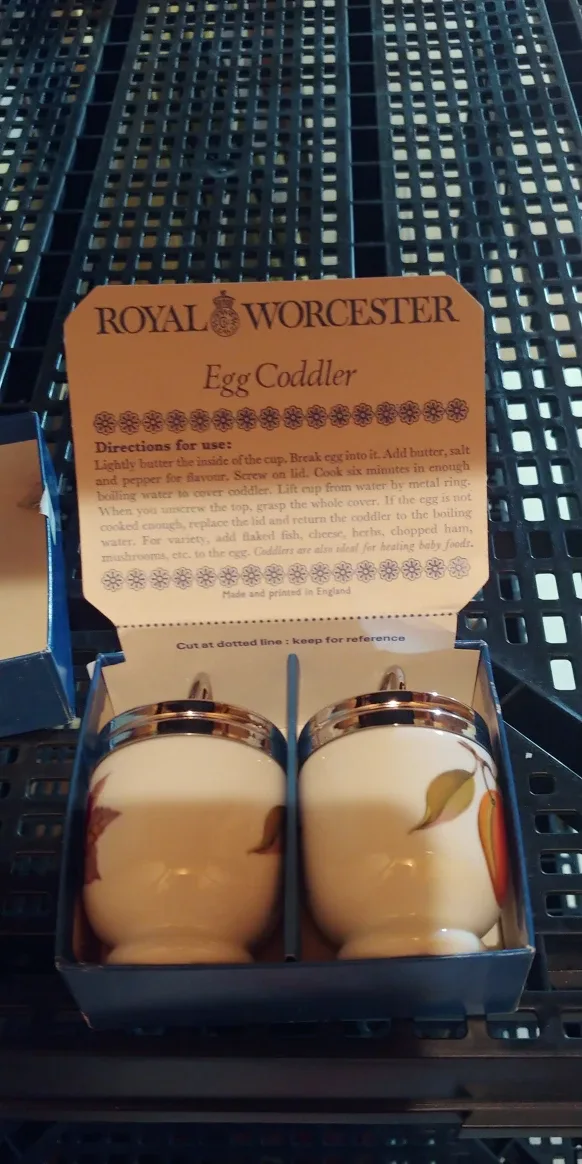 ROYAL WORCESTER
Egg Coddler
Directions for use:
Lightly butter the inside of the cup. Break egg into it. Add butter, salt
and pepper for flavour. Screw on lid. Cook six minutes in enough
boiling water to cover coddler. Lift cup from water by metal ring.
When you unscrew the top, grasp the whole cover. If the egg is not
cooked enough, replace the lid and return the coddler to the boiling
water. For variety, add flaked fish, cheese, herbs, chopped ham,
mushrooms, etc. to the egg. Coddlers are also ideal for heating baby foods.
Made and printed in England
Cut at dotted line : keep for reference